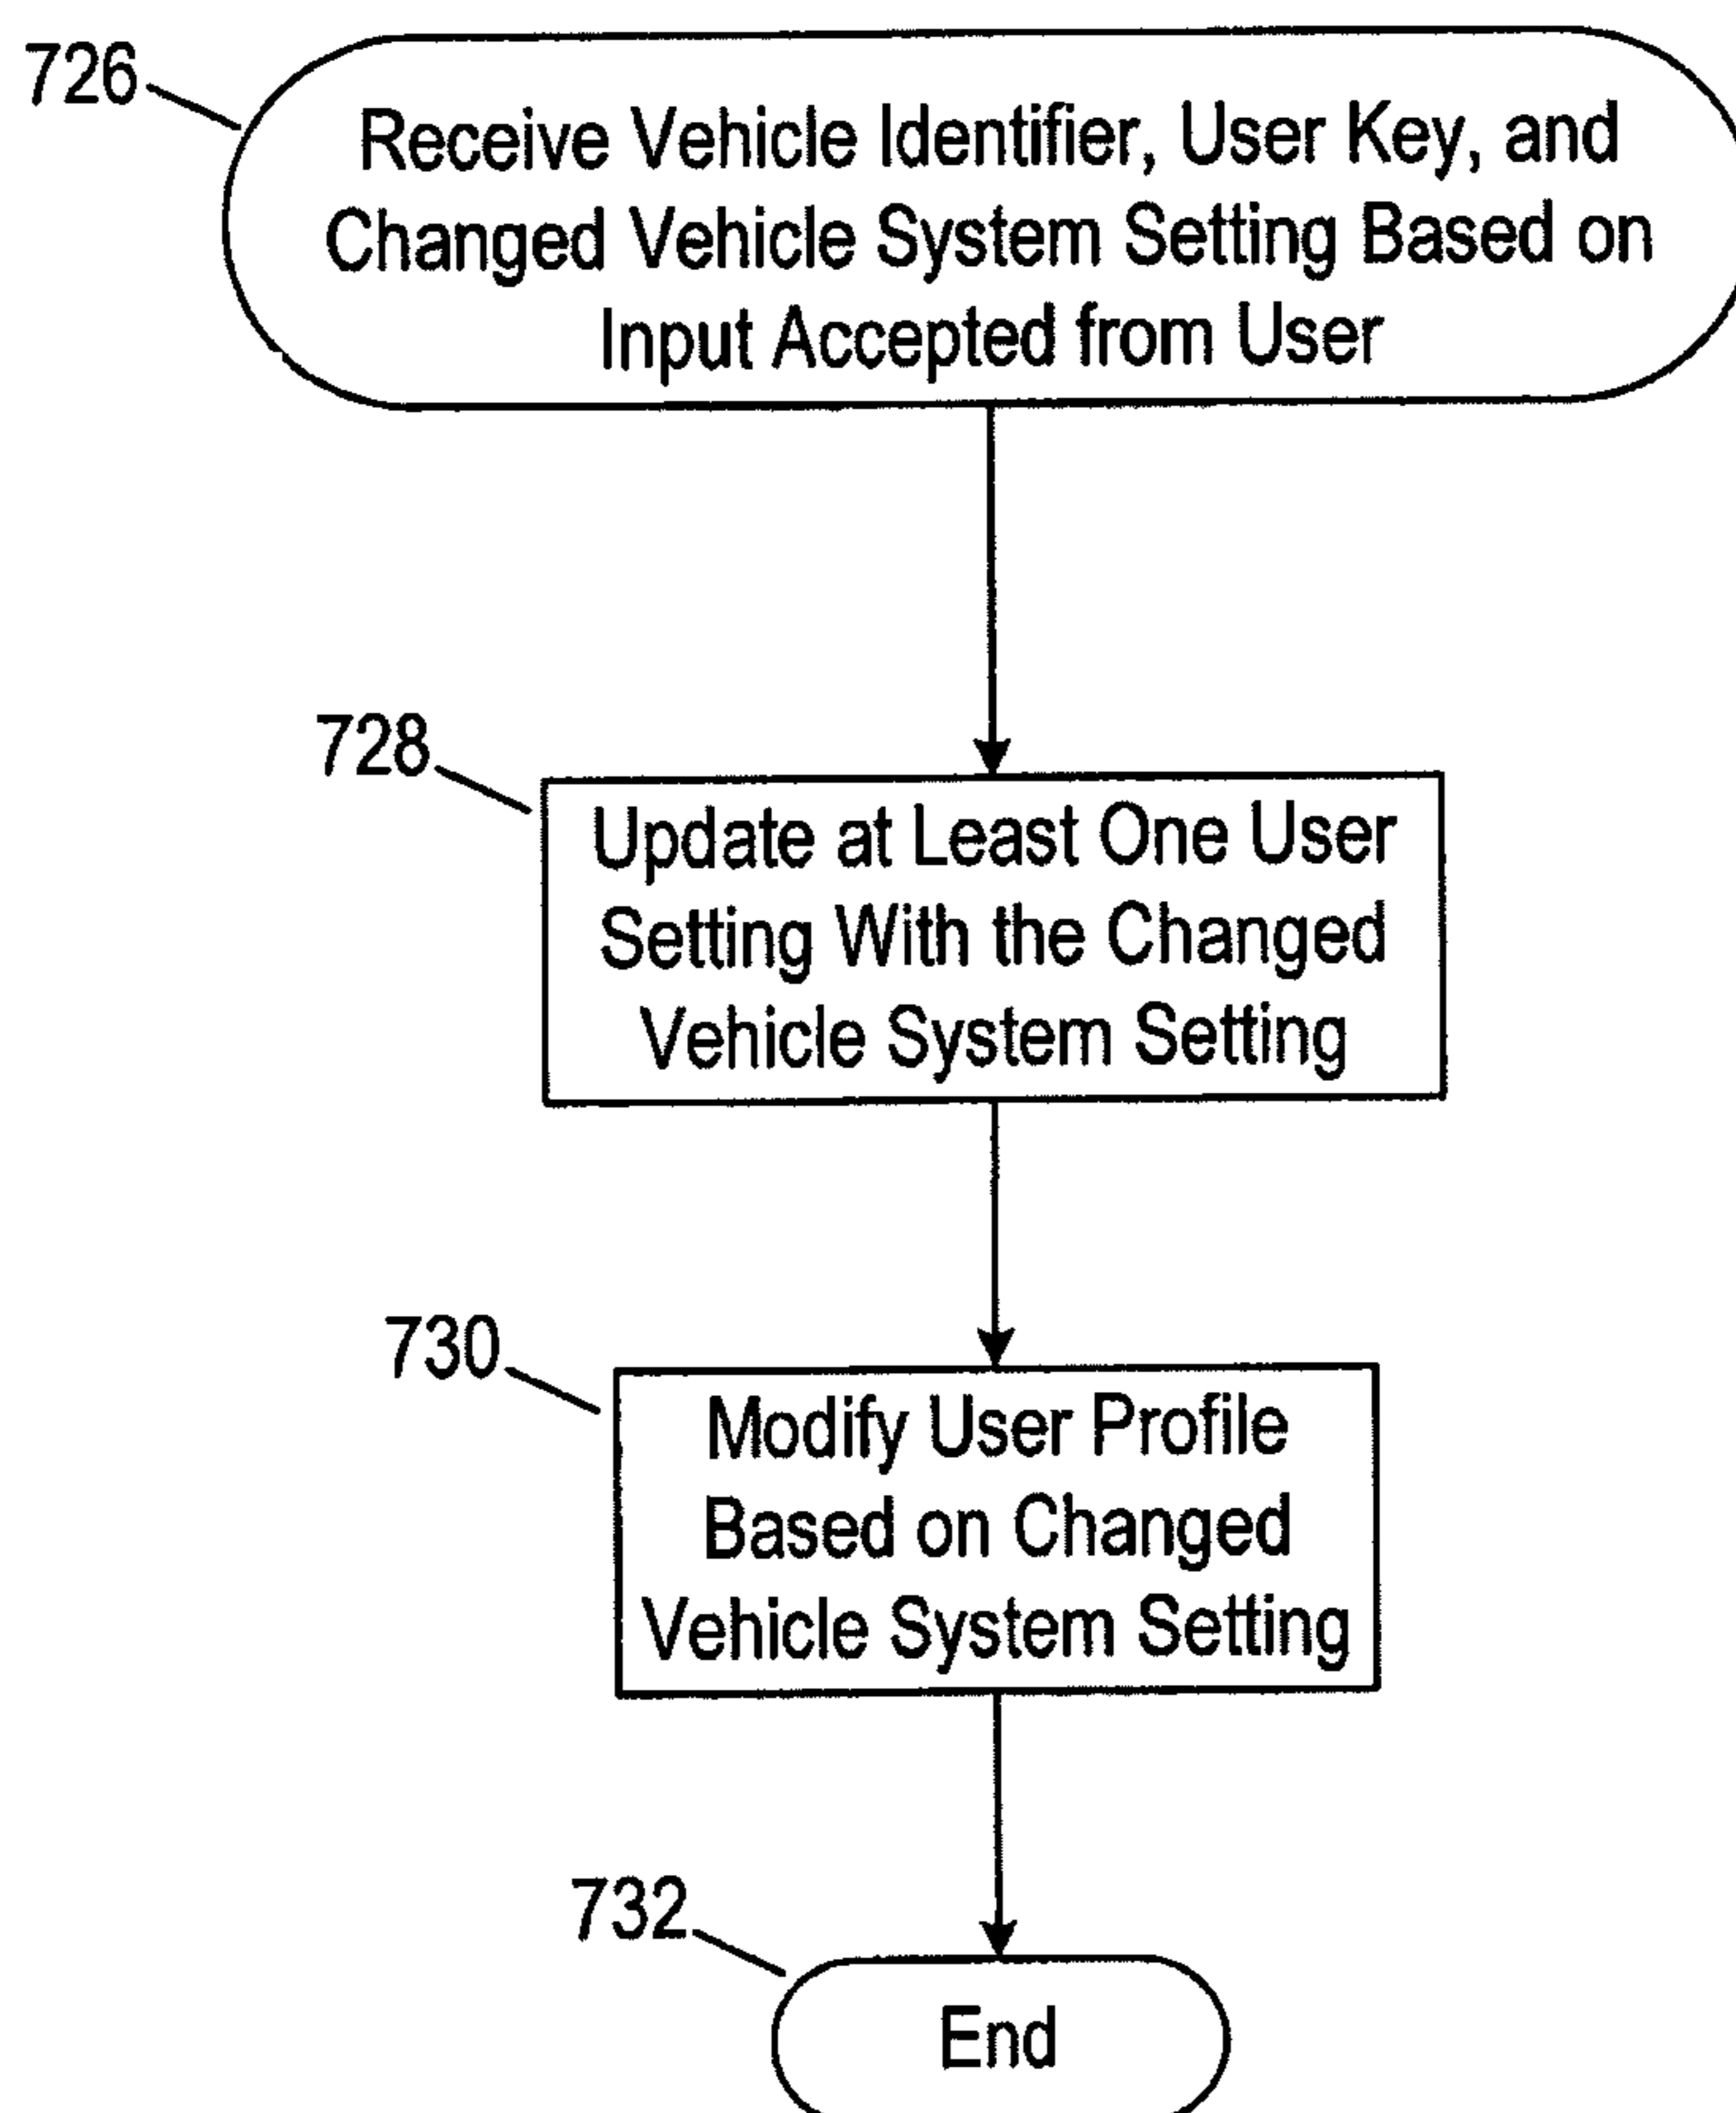 726
Receive Vehicle Identifier, User Key, and
Changed Vehicle System Setting Based on
Input Accepted from User
728
Update at Least One User
Setting With the Changed
Vehicle System Setting
730
Modify User Profile
Based on Changed
Vehicle System Setting
732
End